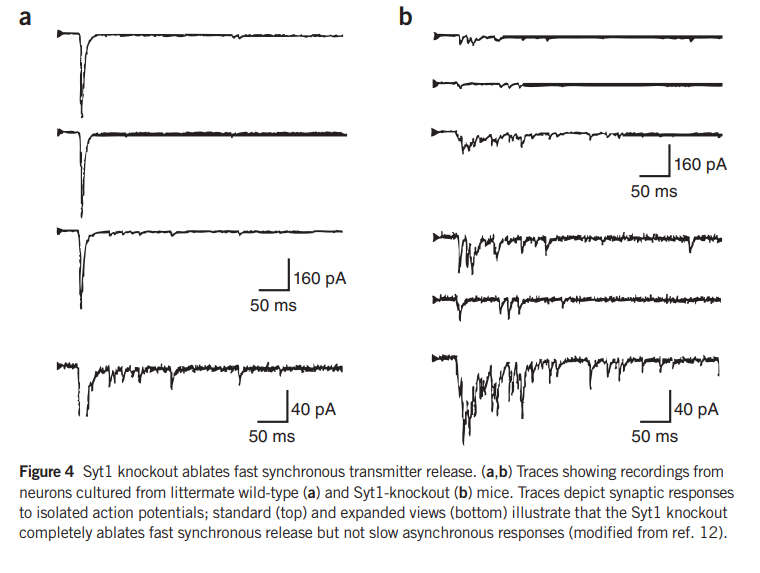 a
b
160 pA
50 ms
160 pA
50 ms
40 pA
50 ms
40 pA
50 ms
Figure 4 Syt1 knockout ablates fast synchronous transmitter release. (a,b) Traces showing recordings from
neurons cultured from littermate wild-type (a) and Syt1-knockout (b) mice. Traces depict synaptic responses
to isolated action potentials; standard (top) and expanded views (bottom) illustrate that the Syt1 knockout
completely ablates fast synchronous release but not slow asynchronous responses (modified from ref. 12).